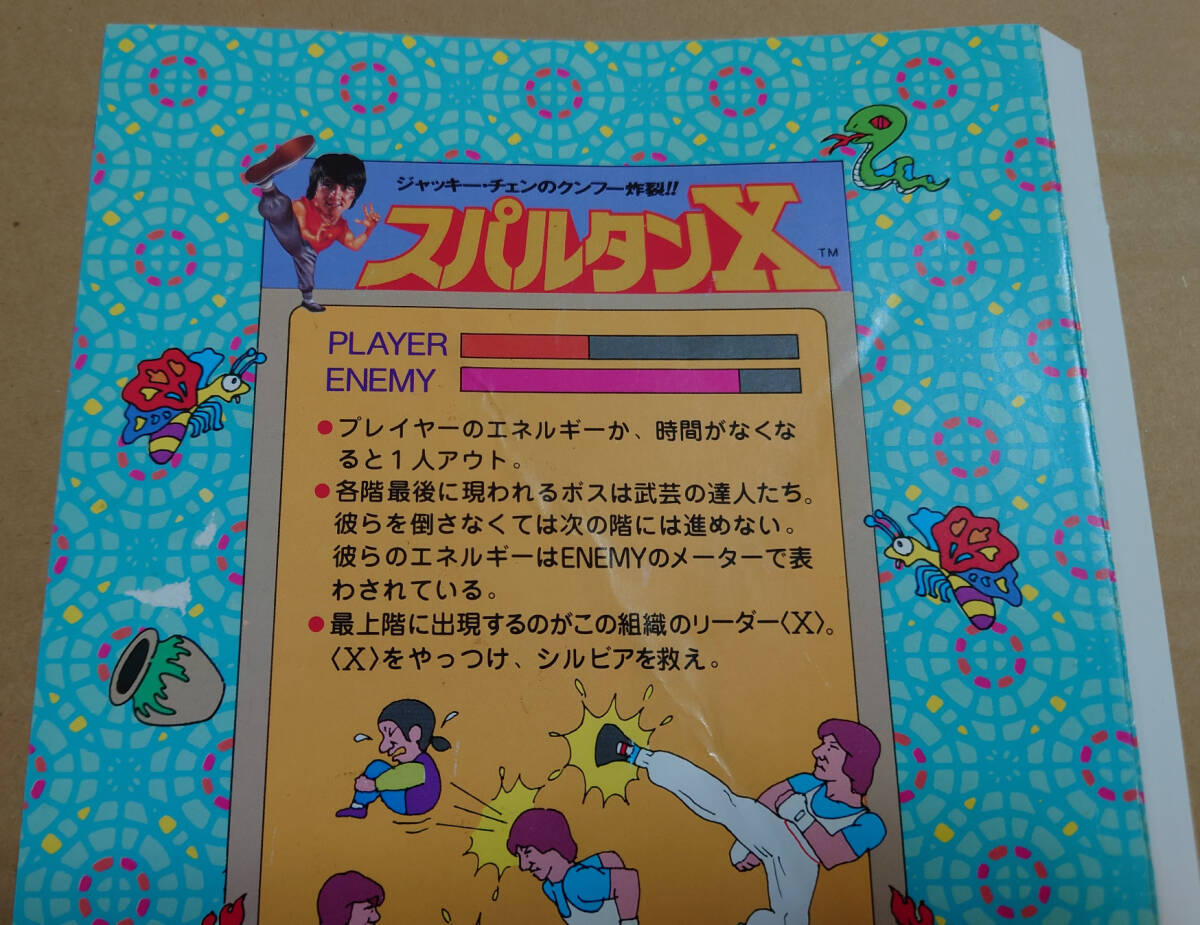 ジャッキー・チェンのクンフー炸裂!!
スパルタンX
TM
PLAYER
ENEMY
●プレイヤーのエネルギーか、時間がなくな
ると1人アウト。
●各階最後に現われるボスは武芸の達人たち。
彼らを倒さなくては次の階には進めない。
彼らのエネルギーはENEMYのメーターで表
わされている。
●最上階に出現するのがこの組織のリーダー〈X〉。
〈X〉をやっつけ、シルビアを救え。